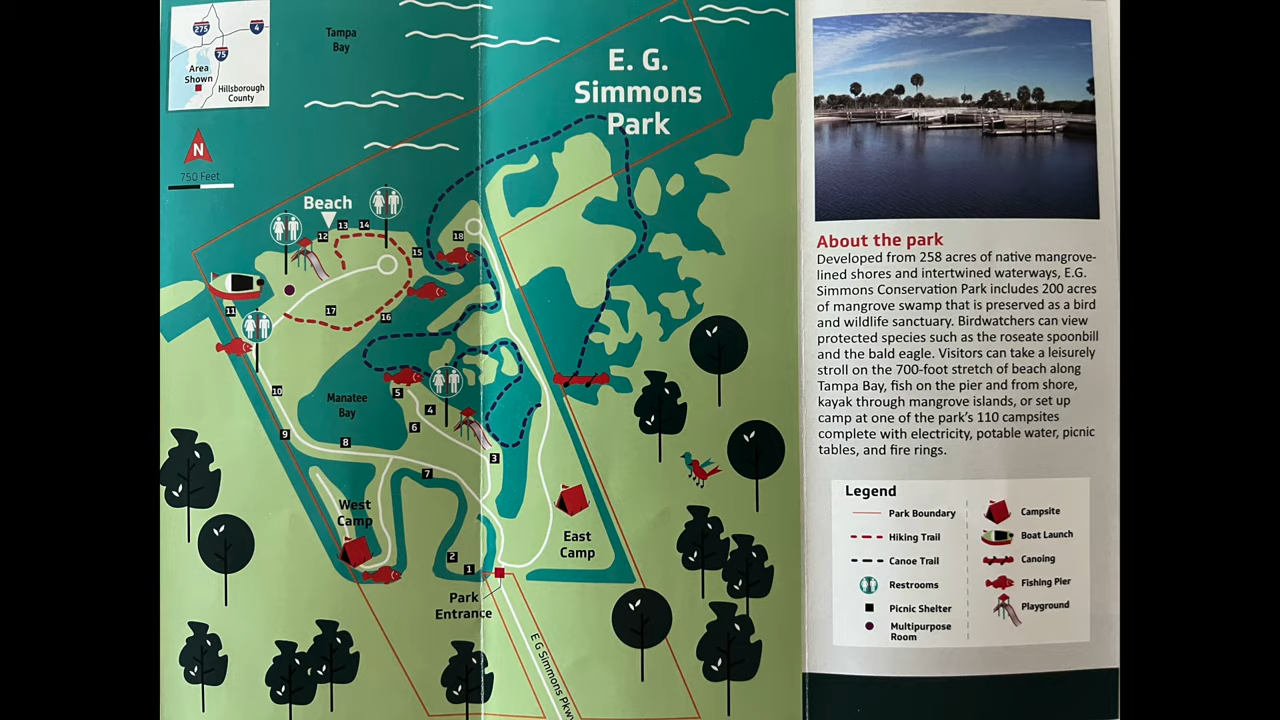 275
4
75
Area
Shown
Hillsborough
County
N
750 Feet
Tampa
Bay
E. G.
Simmons
Park
Beach
13
14
12
15
18
11
17
16
10
5
4
6
9
8
3
7
2
1
Manatee
Bay
West
Camp
East
Camp
Park
Entrance
E G Simmons Pkwy
About the park
Developed from 258 acres of native mangrove-
lined shores and intertwined waterways, E.G.
Simmons Conservation Park includes 200 acres
of mangrove swamp that is preserved as a bird
and wildlife sanctuary. Birdwatchers can view
protected species such as the roseate spoonbill
and the bald eagle. Visitors can take a leisurely
stroll on the 700-foot stretch of beach along
Tampa Bay, fish on the pier and from shore,
kayak through mangrove islands, or set up
camp at one of the park's 110 campsites
complete with electricity, potable water, picnic
tables, and fire rings.
Legend
Park Boundary
Hiking Trail
Canoe Trail
Restrooms
Picnic Shelter
Multipurpose
Room
Campsite
Boat Launch
Canoing
Fishing Pier
Playground